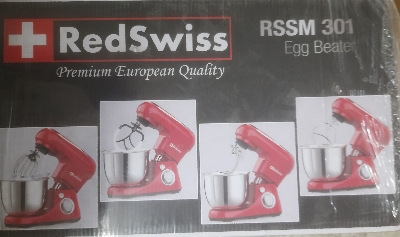 RedSwiss
Premium European Quality
RSSM 301
Egg Beater